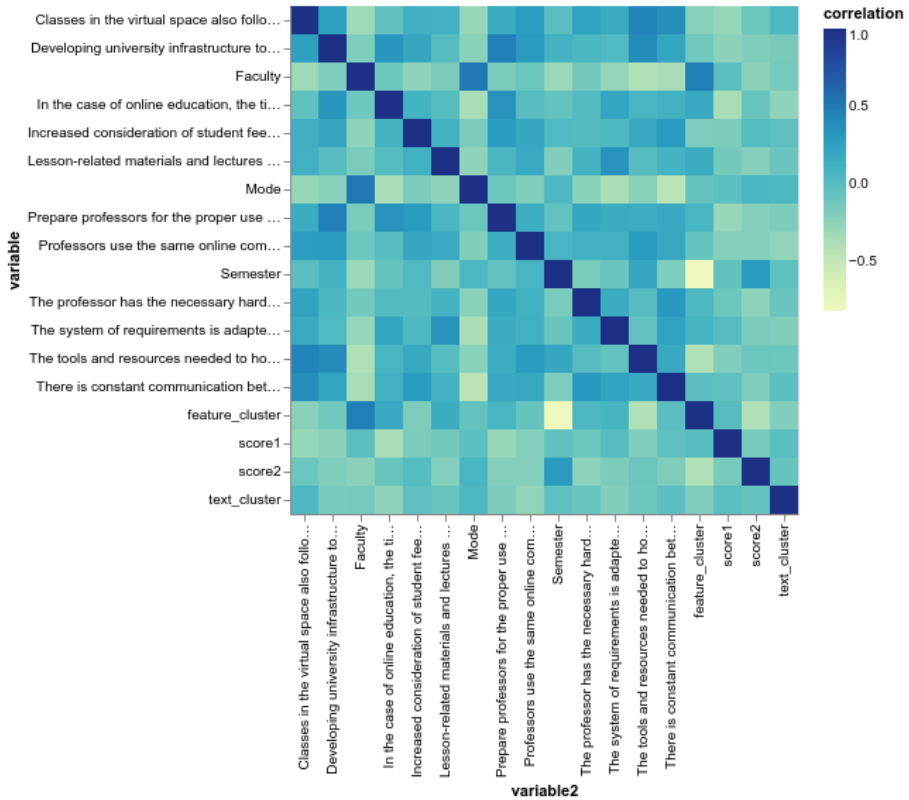 correlation
1.0
0.5
0.0
−0.5
variable
Classes in the virtual space also follo…
Developing university infrastructure to…
Faculty
In the case of online education, the ti…
Increased consideration of student fee…
Lesson-related materials and lectures …
Mode
Prepare professors for the proper use …
Professors use the same online com…
Semester
The professor has the necessary hard…
The system of requirements is adapte…
The tools and resources needed to ho…
There is constant communication bet…
feature_cluster
score1
score2
text_cluster
Classes in the virtual space also follo…
Developing university infrastructure to…
Faculty
In the case of online education, the ti…
Increased consideration of student fee…
Lesson-related materials and lectures …
Mode
Prepare professors for the proper use …
Professors use the same online com…
Semester
The professor has the necessary hard…
The system of requirements is adapte…
The tools and resources needed to ho…
There is constant communication bet…
feature_cluster
score1
score2
text_cluster
variable2